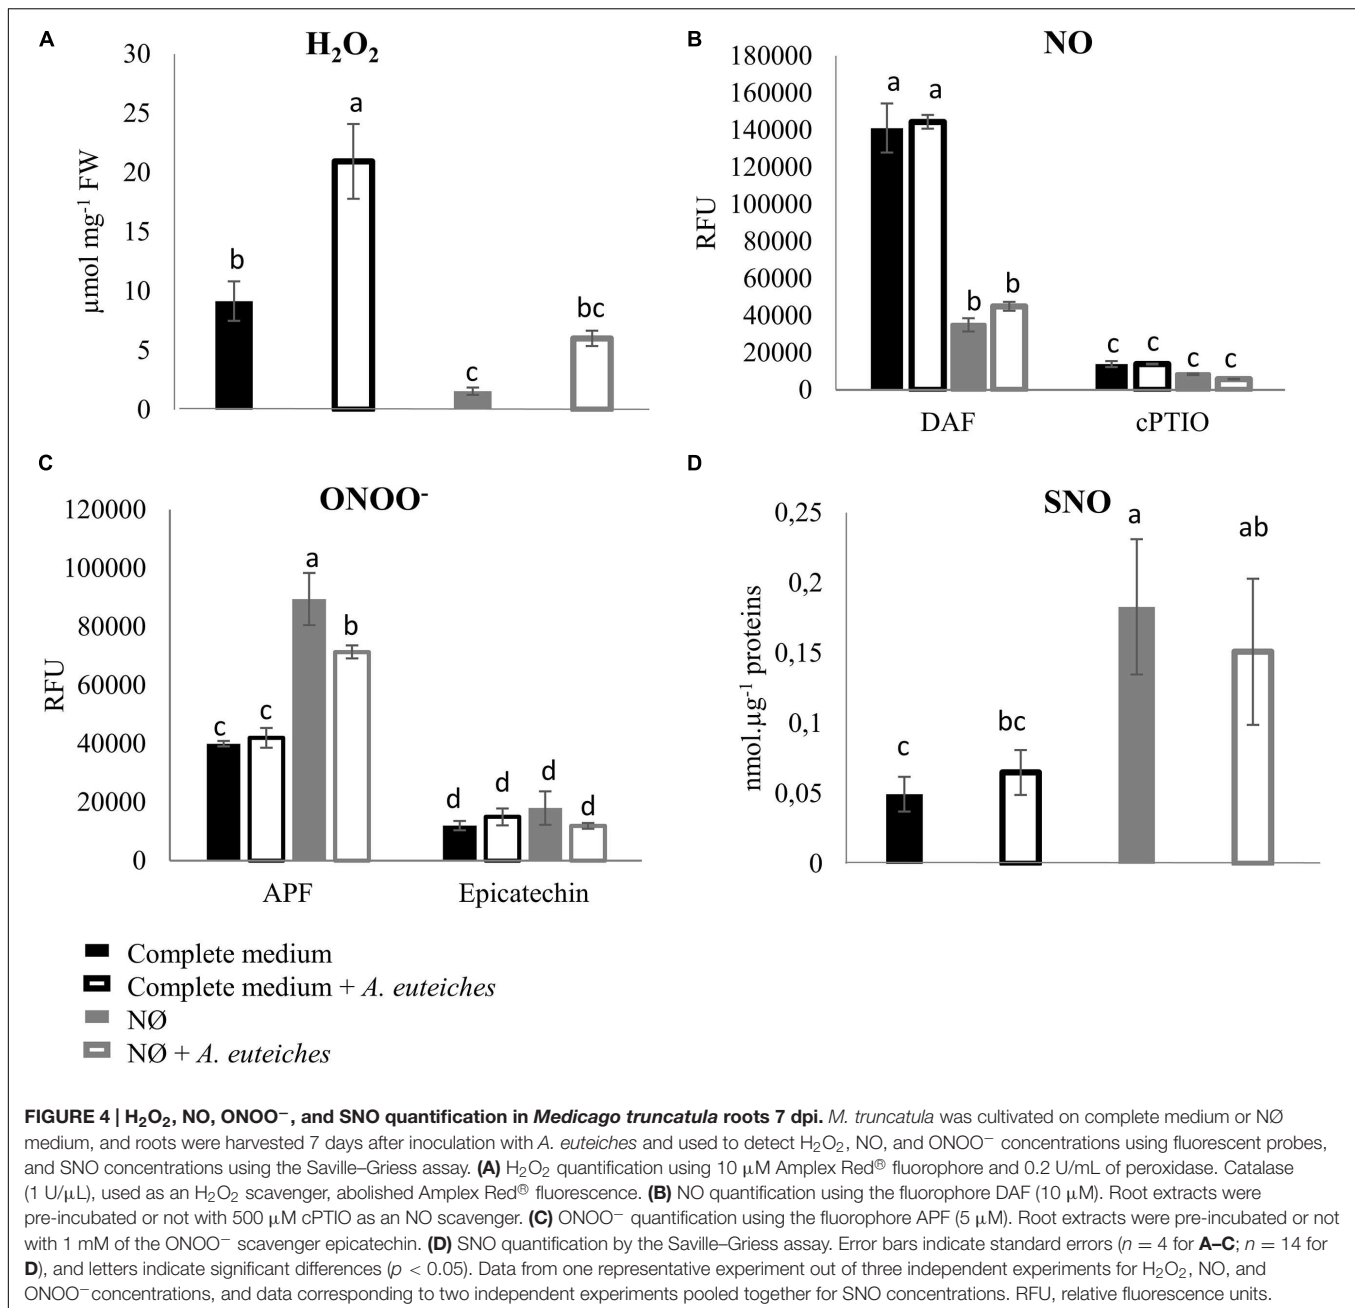 A
H₂O₂
30
25
20
15
10
5
0
µmol mg⁻¹ FW
b
a
c
bc
B
NO
180000
160000
140000
120000
100000
80000
60000
40000
20000
0
RFU
a a
b b
c c c c
DAF cPTIO
C
ONOO⁻
120000
100000
80000
60000
40000
20000
0
RFU
c c a b
d d d d
APF Epicatechin
D
SNO
0,25
0,2
0,15
0,1
0,05
0
nmol.µg⁻¹ proteins
c
bc
a
ab
Complete medium
Complete medium + A. euteiches
NØ
NØ + A. euteiches
FIGURE 4 | H₂O₂, NO, ONOO⁻, and SNO quantification in Medicago truncatula roots 7 dpi. M. truncatula was cultivated on complete medium or NØ
medium, and roots were harvested 7 days after inoculation with A. euteiches and used to detect H₂O₂, NO, and ONOO⁻ concentrations using fluorescent probes,
and SNO concentrations using the Saville–Griess assay. (A) H₂O₂ quantification using 10 µM Amplex Red® fluorophore and 0.2 U/mL of peroxidase. Catalase
(1 U/µL), used as an H₂O₂ scavenger, abolished Amplex Red® fluorescence. (B) NO quantification using the fluorophore DAF (10 µM). Root extracts were
pre-incubated or not with 500 µM cPTIO as an NO scavenger. (C) ONOO⁻ quantification using the fluorophore APF (5 µM). Root extracts were pre-incubated or not
with 1 mM of the ONOO⁻ scavenger epicatechin. (D) SNO quantification by the Saville–Griess assay. Error bars indicate standard errors (n = 4 for A–C; n = 14 for
D), and letters indicate significant differences (p < 0.05). Data from one representative experiment out of three independent experiments for H₂O₂, NO, and
ONOO⁻concentrations, and data corresponding to two independent experiments pooled together for SNO concentrations. RFU, relative fluorescence units.